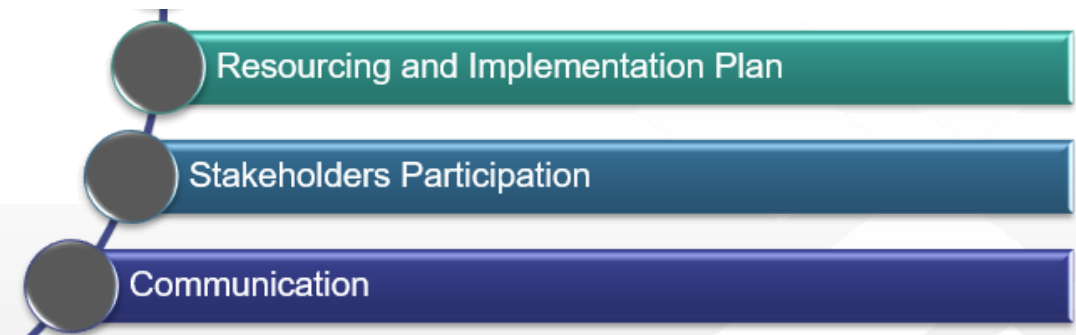 Resourcing and Implementation Plan
Stakeholders Participation
Communication